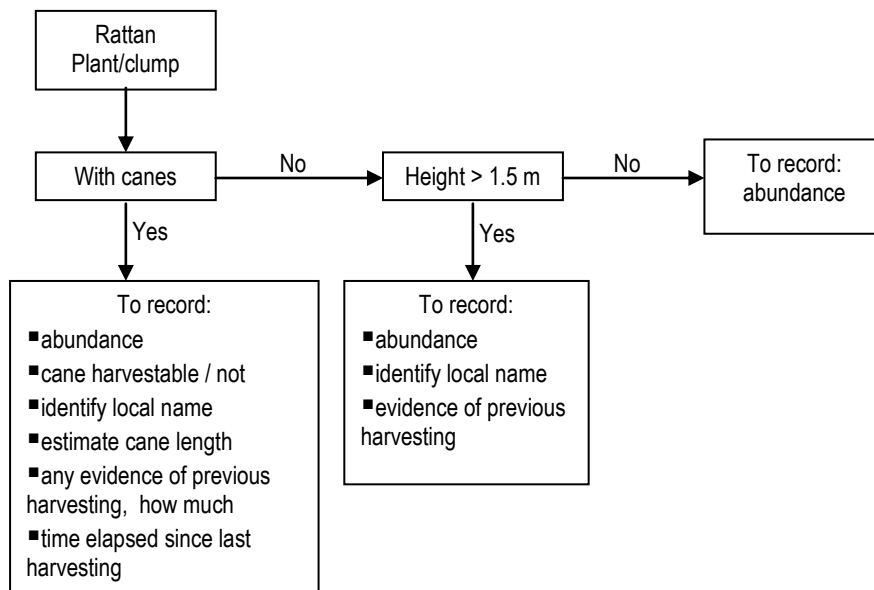 Rattan
Plant/clump
With canes
No
Height > 1.5 m
No
To record:
abundance
Yes
Yes
To record:
▪abundance
▪cane harvestable / not
▪identify local name
▪estimate cane length
▪any evidence of previous
harvesting, how much
▪time elapsed since last
harvesting
To record:
▪abundance
▪identify local name
▪evidence of previous
harvesting